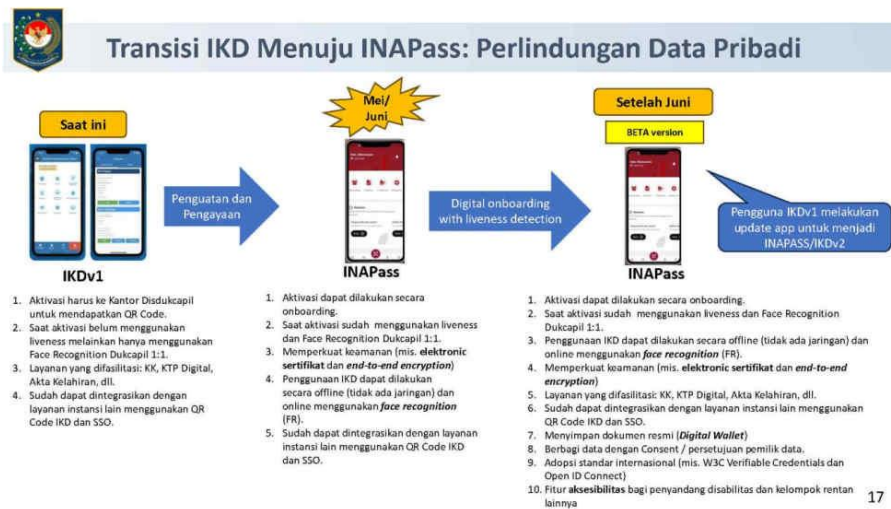 Transisi IKD Menuju INAPass: Perlindungan Data Pribadi
Saat ini
IKDv1
1. Aktivasi harus ke Kantor Disdukcapil
untuk mendapatkan QR Code.
2. Saat aktivasi belum menggunakan
liveness melainkan hanya menggunakan
Face Recognition Dukcapil 1:1.
3. Layanan yang difasilitasi: KK, KTP Digital,
Akta Kelahiran, dll.
4. Sudah dapat dintegrasikan dengan
layanan instansi lain menggunakan QR
Code IKD dan SSO.
Penguatan dan
Pengayaan
Mei/
Juni
INAPass
1. Aktivasi dapat dilakukan secara
onboarding.
2. Saat aktivasi sudah menggunakan liveness
dan Face Recognition Dukcapil 1:1.
3. Memperkuat keamanan (mis. elektronic
sertifikat dan end-to-end encryption)
4. Penggunaan IKD dapat dilakukan
secara offline (tidak ada jaringan) dan
online menggunakan face recognition
(FR).
5. Sudah dapat dintegrasikan dengan layanan
instansi lain menggunakan QR Code IKD
dan SSO.
Digital onboarding
with liveness detection
Setelah Juni
BETA version
INAPass
Pengguna IKDv1 melakukan
update app untuk menjadi
INAPASS/IKDv2
1. Aktivasi dapat dilakukan secara onboarding.
2. Saat aktivasi sudah menggunakan liveness dan Face Recognition
Dukcapil 1:1.
3. Penggunaan IKD dapat dilakukan secara offline (tidak ada jaringan) dan
online menggunakan face recognition (FR).
4. Memperkuat keamanan (mis. elektronic sertifikat dan end-to-end
encryption)
5. Layanan yang difasilitasi: KK, KTP Digital, Akta Kelahiran, dll.
6. Sudah dapat dintegrasikan dengan layanan instansi lain menggunakan
QR Code IKD dan SSO.
7. Menyimpan dokumen resmi (Digital Wallet)
8. Berbagi data dengan Consent / persetujuan pemilik data.
9. Adopsi standar internasional (mis. W3C Verifiable Credentials dan
Open ID Connect)
10. Fitur aksesibilitas bagi penyandang disabilitas dan kelompok rentan
lainnya
17